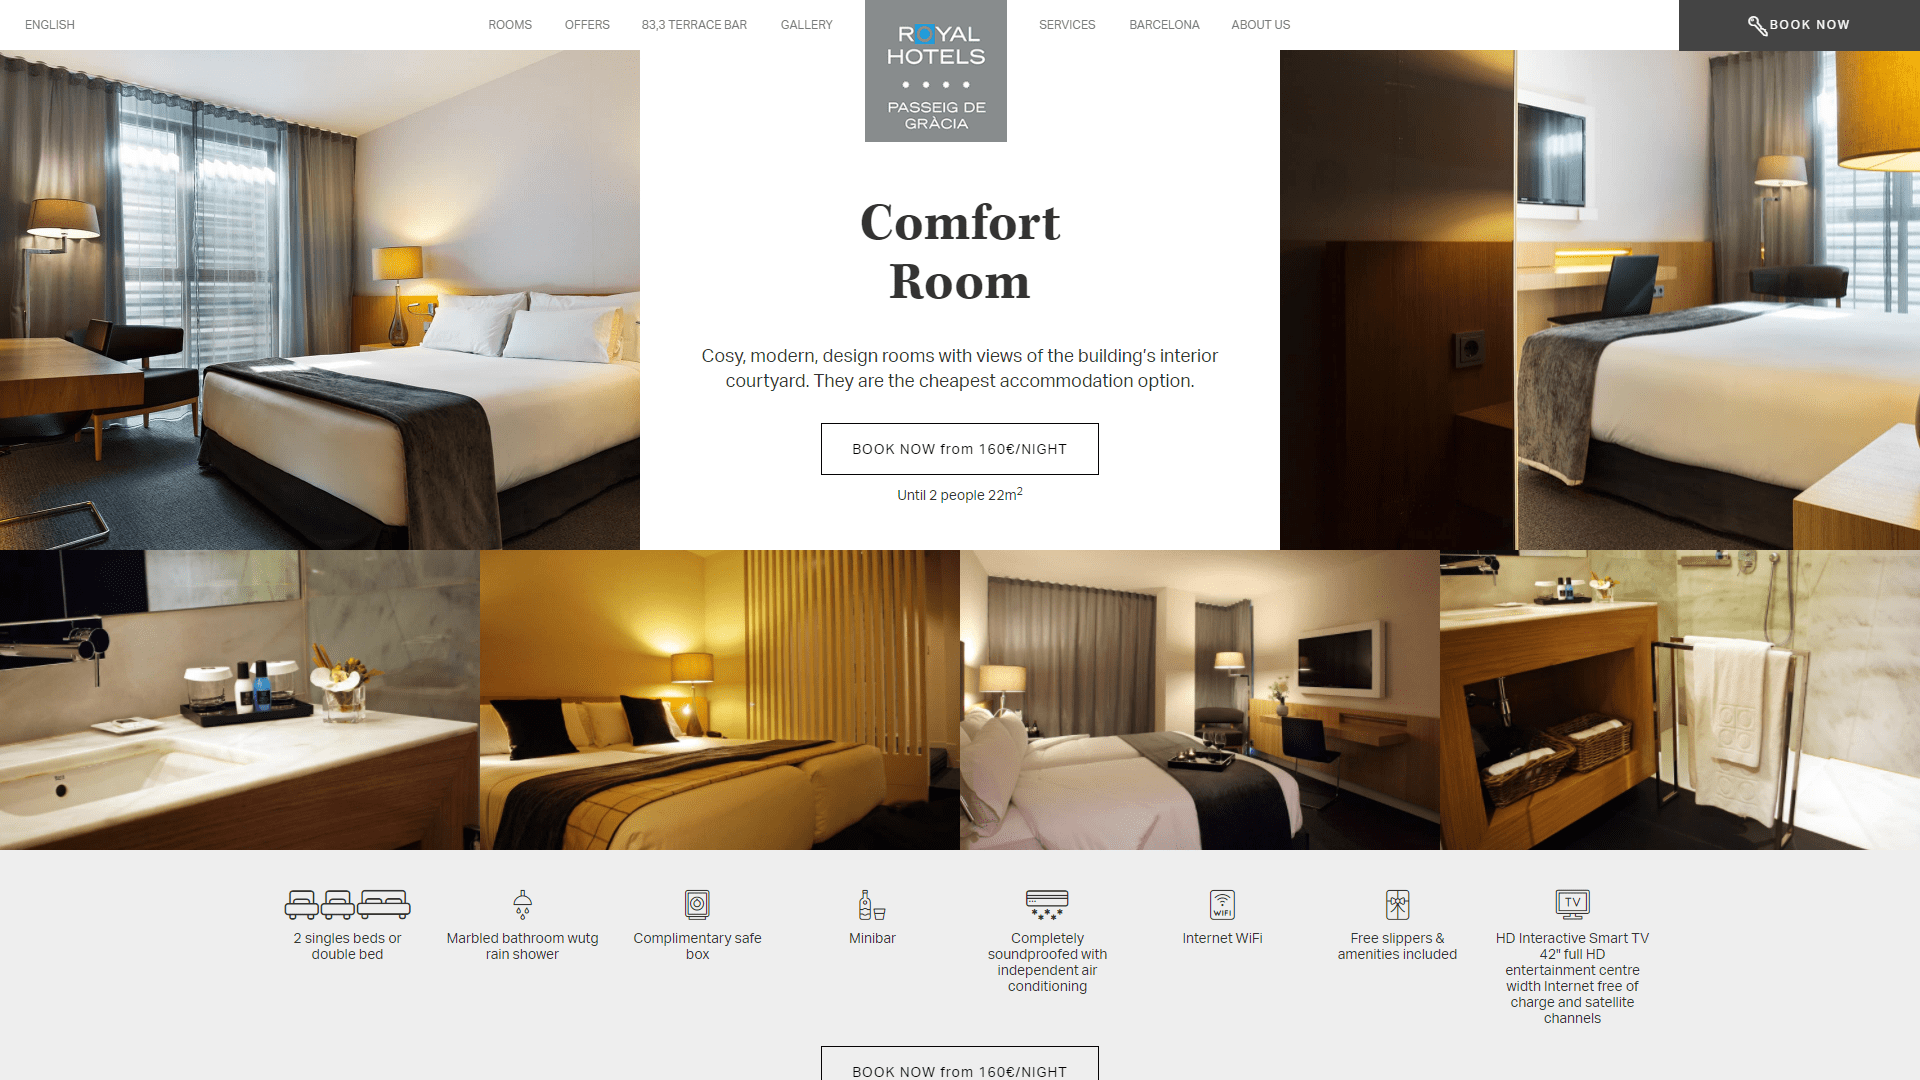 ENGLISH
ROOMS
OFFERS
83,3 TERRACE BAR
GALLERY
ROYAL
HOTELS
PASSEIG DE
GRÀCIA
SERVICES
BARCELONA
ABOUT US
BOOK NOW
Comfort
Room
Cosy, modern, design rooms with views of the building's interior
courtyard. They are the cheapest accommodation option.
BOOK NOW from 160€/NIGHT
Until 2 people 22m²
2 singles beds or
double bed
Marbled bathroom wutg
rain shower
Complimentary safe
box
Minibar
Completely
soundproofed with
independent air
conditioning
WIFI
Internet WiFi
Free slippers &
amenities included
TV
HD Interactive Smart TV
42" full HD
entertainment centre
width Internet free of
charge and satellite
channels
BOOK NOW from 160€/NIGHT